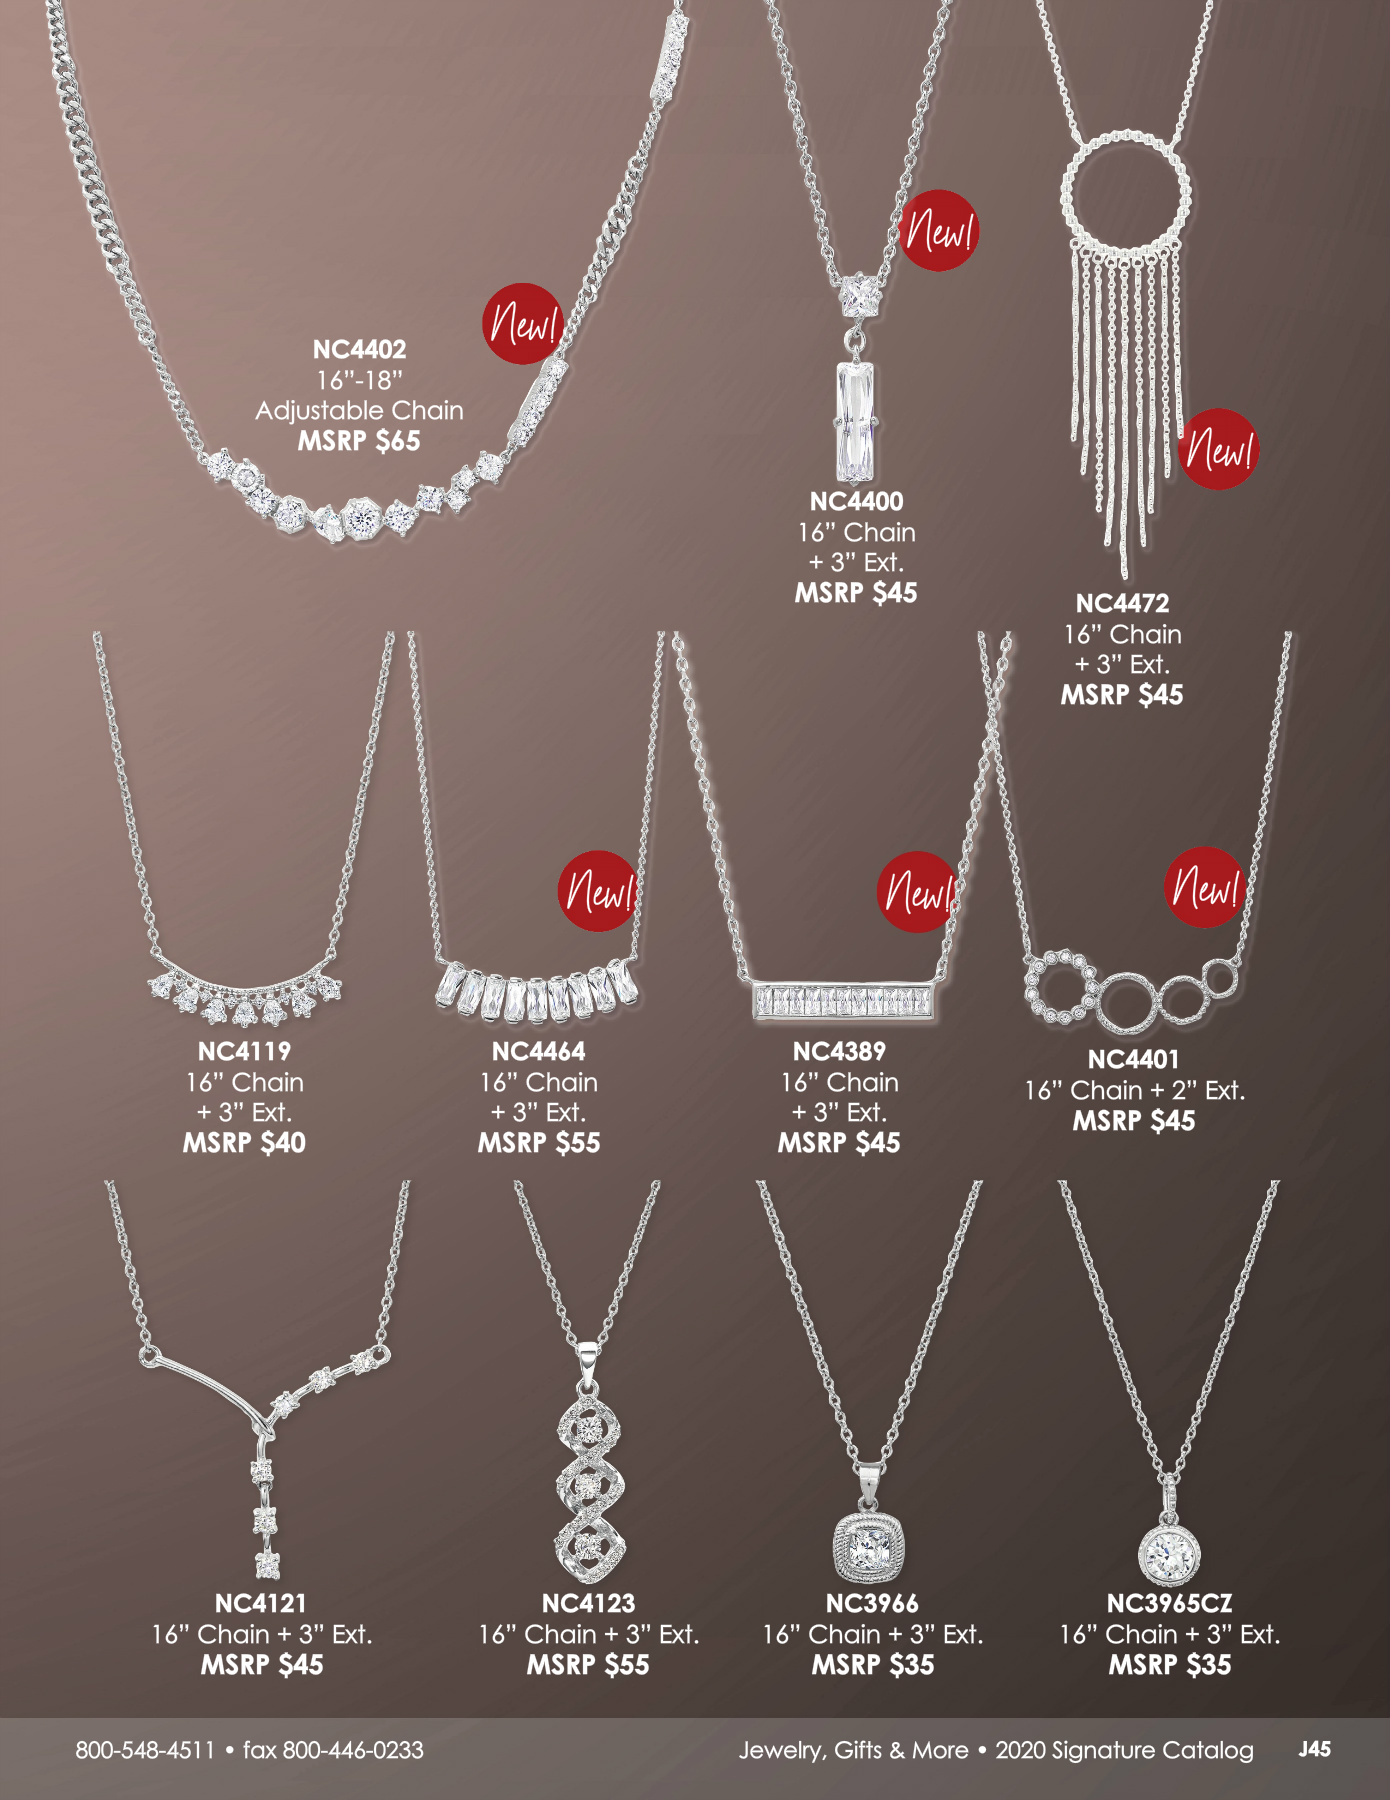 New!
NC4402
16”-18”
Adjustable Chain
MSRP $65
New!
NC4400
16” Chain
+ 3” Ext.
MSRP $45
New!
NC4472
16” Chain
+ 3” Ext.
MSRP $45
NC4119
16” Chain
+ 3” Ext.
MSRP $40
New!
NC4464
16” Chain
+ 3” Ext.
MSRP $55
New!
NC4389
16” Chain
+ 3” Ext.
MSRP $45
New!
NC4401
16” Chain + 2” Ext.
MSRP $45
NC4121
16” Chain + 3” Ext.
MSRP $45
NC4123
16” Chain + 3” Ext.
MSRP $55
NC3966
16” Chain + 3” Ext.
MSRP $35
NC3965CZ
16” Chain + 3” Ext.
MSRP $35
800-548-4511 • fax 800-446-0233
Jewelry, Gifts & More • 2020 Signature Catalog J45